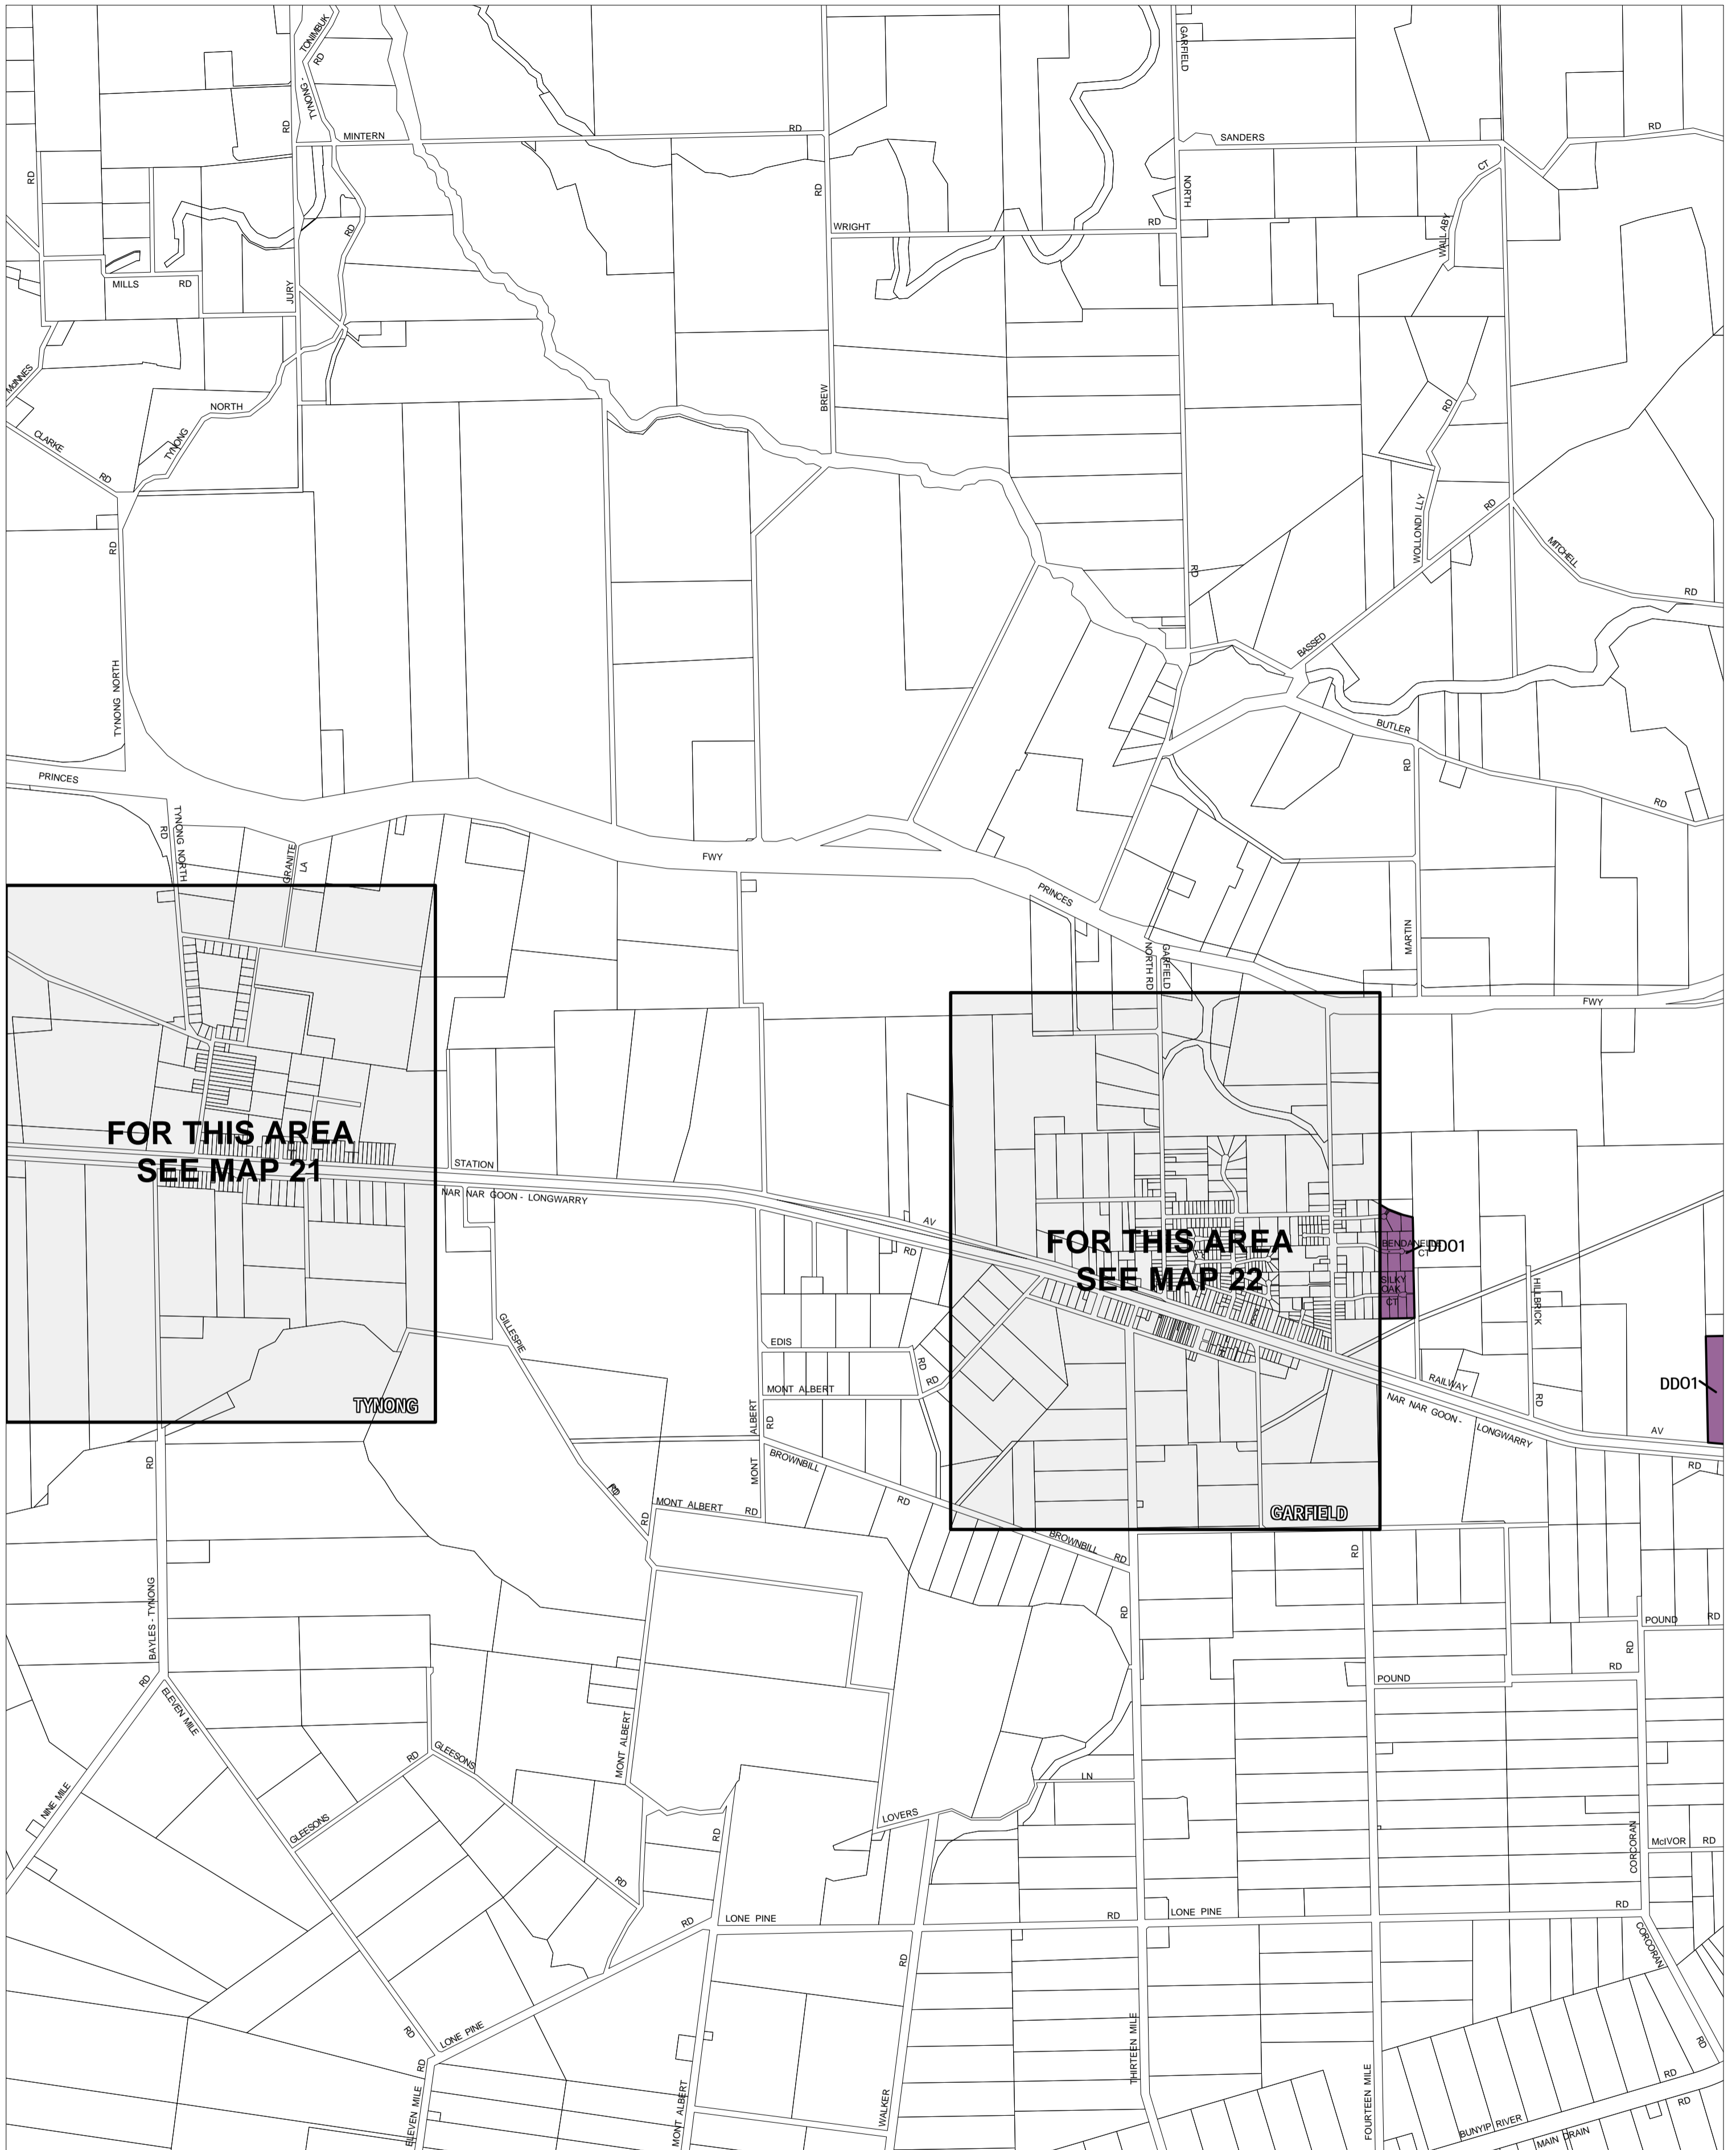 TONIMBUK
RD
TYNONG -
GARFIELD
RD
MINTERN
RD
SANDERS
RD
RD
RD
CT
NORTH
WRIGHT
RD
RD
WALLABY
MILLS
RD
JURY
McINNES
NORTH
BREW
RD
CLARKE
TYNONG
RD
RD
WOLLONDI LLY
RD
MITCHELL
RD
RD
BASSED
TYNONG NORTH
BUTLER
RD
PRINCES
RD
RD
TYNONG NORTH
GRANITE
LA
FWY
PRINCES
MARTIN
NORTH RD
GARFIELD
FWY
FOR THIS AREA
SEE MAP 21
STATION
NAR NAR GOON - LONGWARRY
AV
RD
FOR THIS AREA
SEE MAP 22
BENDANELLE
CT
DDO1
SILKY
OAK
CT
HILLBRICK
GILLESPIE
EDIS
RD
RD
MONT ALBERT
RAILWAY
DDO1
RD
NAR NAR GOON -
LONGWARRY
AV
RD
TYNONG
ALBERT
RD
BROWNBILL
MONT
RD
RD
RD
MONT ALBERT
RD
RD
GARFIELD
BROWNBILL
RD
RD
BAYLES - TYNONG
RD
POUND
RD
RD
RD
POUND
RD
ELEVEN MILE
MONT ALBERT
RD
GLEESONS
NINE MILE
LN
GLEESONS
LOVERS
RD
CORCORAN
McIVOR
RD
RD
RD
LONE PINE
RD
LONE PINE
RD
RD
CORCORAN
RD
LONE PINE
RD
RD
THIRTEEN MILE
FOURTEEN MILE
RD
ELEVEN MILE
MONT ALBERT
WALKER
RD
RD
BUNYIP RIVER
MAIN DRAIN